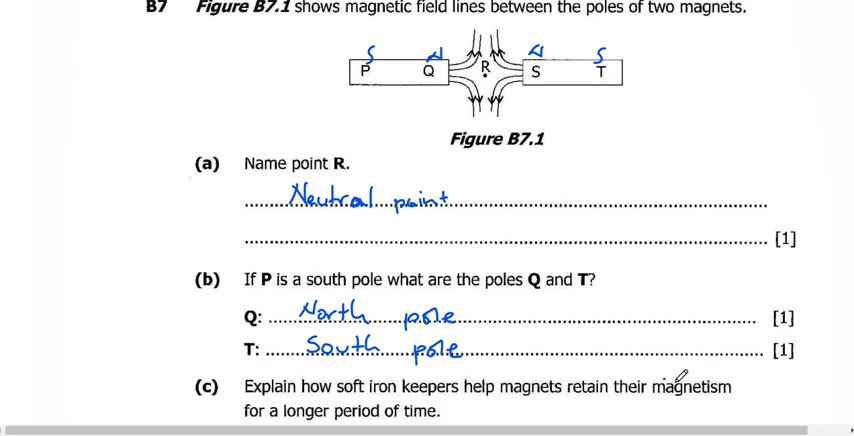 B7 Figure B7.1 shows magnetic field lines between the poles of two magnets.
S N N S
P Q R S T
Figure B7.1
(a) Name point R.
Neutral point
[1]
(b) If P is a south pole what are the poles Q and T?
Q: North pole [1]
T: South pole [1]
(c) Explain how soft iron keepers help magnets retain their magnetism
for a longer period of time.